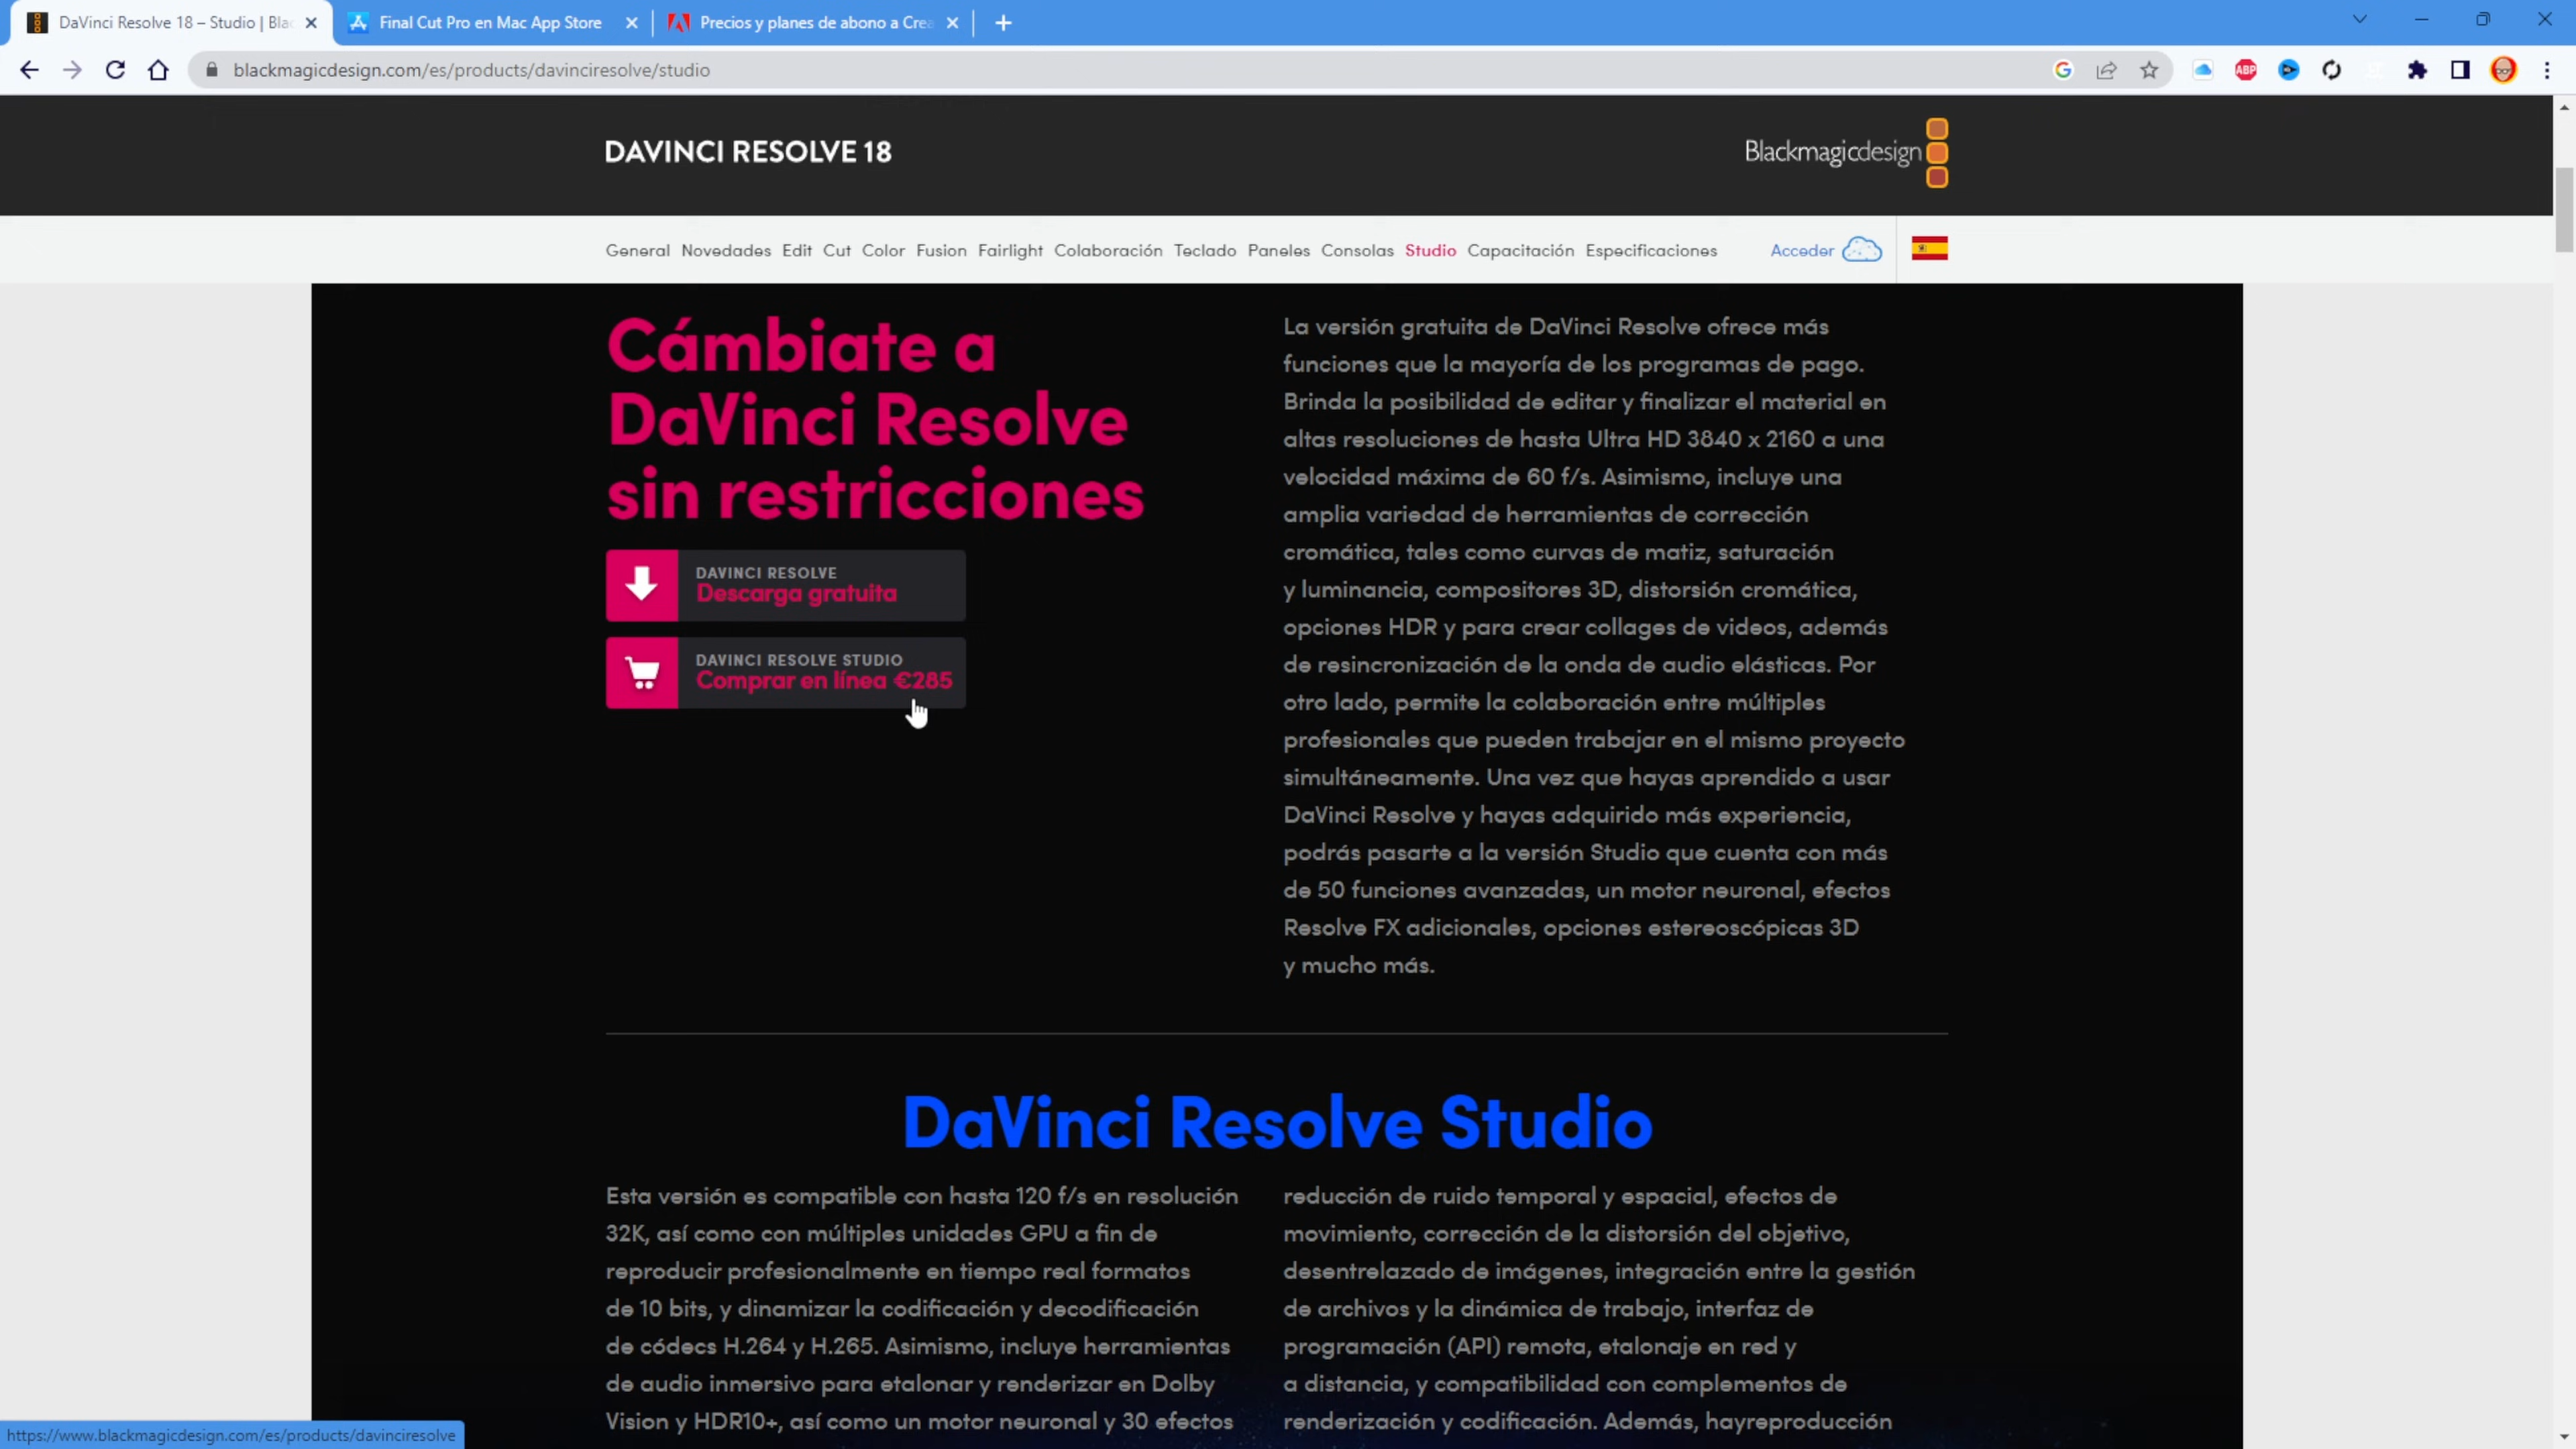 DaVinci Resolve 18 – Studio | Blac
Final Cut Pro en Mac App Store
Precios y planes de abono a Crea
blackmagicdesign.com/es/products/davinciresolve/studio
ABP
DAVINCI RESOLVE 18
Blackmagicdesign
General Novedades Edit Cut Color Fusion Fairlight Colaboración Teclado Paneles Consolas Studio Capacitación Especificaciones Acceder
Cámbiate a
DaVinci Resolve
sin restricciones
DAVINCI RESOLVE
Descarga gratuita
DAVINCI RESOLVE STUDIO
Comprar en línea €285
La versión gratuita de DaVinci Resolve ofrece más
funciones que la mayoría de los programas de pago.
Brinda la posibilidad de editar y finalizar el material en
altas resoluciones de hasta Ultra HD 3840 x 2160 a una
velocidad máxima de 60 f/s. Asimismo, incluye una
amplia variedad de herramientas de corrección
cromática, tales como curvas de matiz, saturación
y luminancia, compositores 3D, distorsión cromática,
opciones HDR y para crear collages de videos, además
de resincronización de la onda de audio elásticas. Por
otro lado, permite la colaboración entre múltiples
profesionales que pueden trabajar en el mismo proyecto
simultáneamente. Una vez que hayas aprendido a usar
DaVinci Resolve y hayas adquirido más experiencia,
podrás pasarte a la versión Studio que cuenta con más
de 50 funciones avanzadas, un motor neuronal, efectos
Resolve FX adicionales, opciones estereoscópicas 3D
y mucho más.
DaVinci Resolve Studio
Esta versión es compatible con hasta 120 f/s en resolución
32K, así como con múltiples unidades GPU a fin de
reproducir profesionalmente en tiempo real formatos
de 10 bits, y dinamizar la codificación y decodificación
de códecs H.264 y H.265. Asimismo, incluye herramientas
de audio inmersivo para etalonar y renderizar en Dolby
Vision y HDR10+, así como un motor neuronal y 30 efectos
reducción de ruido temporal y espacial, efectos de
movimiento, corrección de la distorsión del objetivo,
desentrelazado de imágenes, integración entre la gestión
de archivos y la dinámica de trabajo, interfaz de
programación (API) remota, etalonaje en red y
a distancia, y compatibilidad con complementos de
renderización y codificación. Además, hayreproducción
https://www.blackmagicdesign.com/es/products/davinciresolve